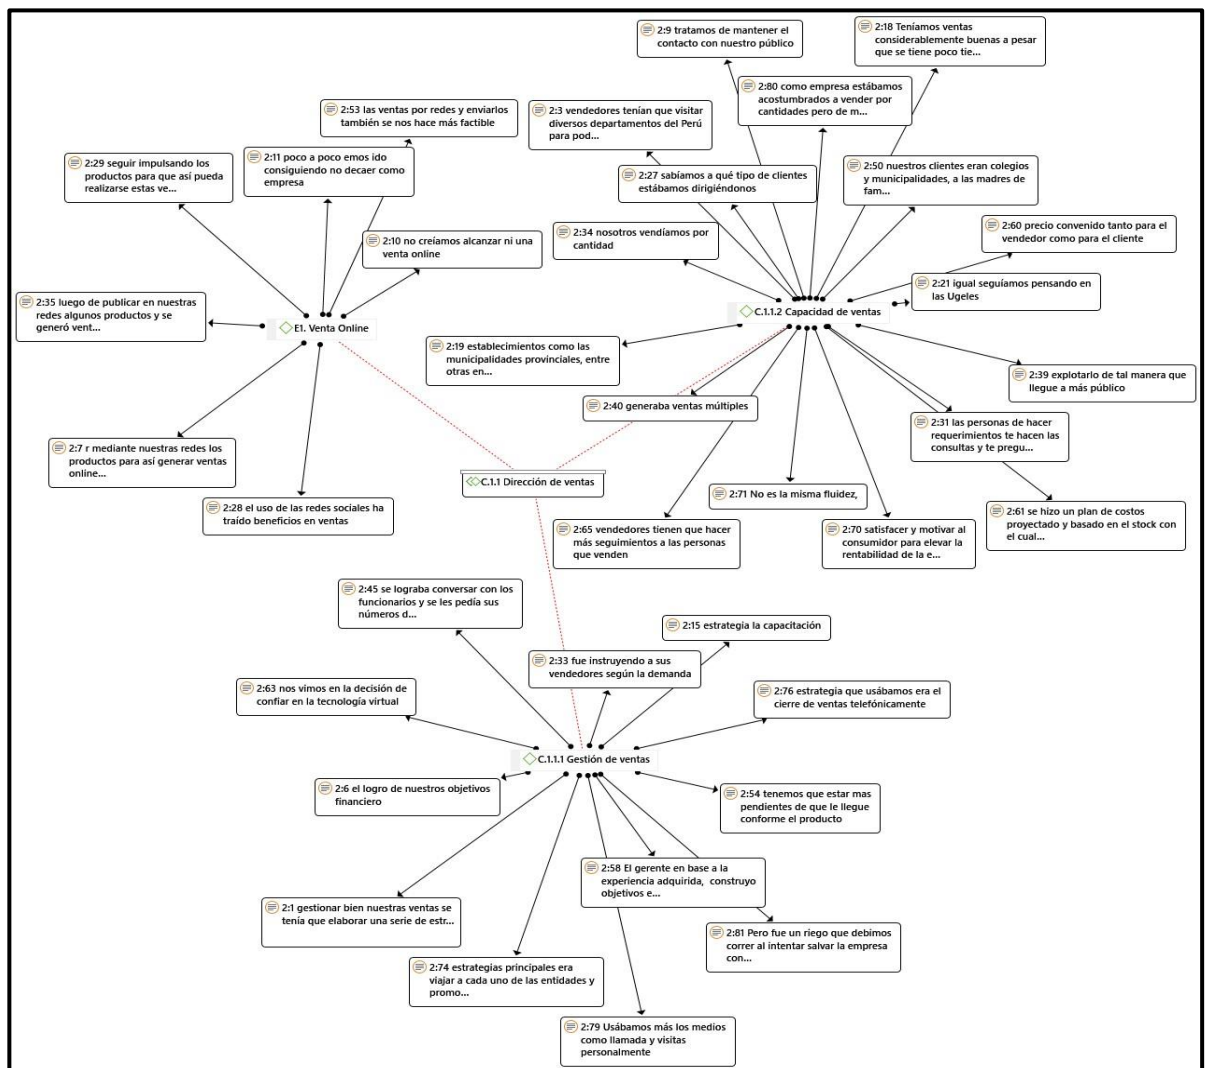 2:9 tratamos de mantener el
contacto con nuestro público
2:18 Teníamos ventas
considerablemente buenas a pesar
que se tiene poco tie...
2:80 como empresa estábamos
acostumbrados a vender por
cantidades pero de m...
2:53 las ventas por redes y enviarlos
también se nos hace más factible
2:3 vendedores tenían que visitar
diversos departamentos del Perú
para pod...
2:29 seguir impulsando los
productos para que así pueda
realizarse estas ve...
2:11 poco a poco emos ido
consiguiendo no decaer como
empresa
2:27 sabíamos a qué tipo de clientes
estábamos dirigiéndonos
2:50 nuestros clientes eran colegios
y municipalidades, a las madres de
fam...
2:10 no creíamos alcanzar ni una
venta online
2:34 nosotros vendíamos por
cantidad
2:60 precio convenido tanto para el
vendedor como para el cliente
2:21 igual seguíamos pensando en
las Ugeles
2:35 luego de publicar en nuestras
redes algunos productos y se
generó vent...
E1. Venta Online
C.1.1.2 Capacidad de ventas
2:19 establecimientos como las
municipalidades provinciales, entre
otras en...
2:39 explotarlo de tal manera que
llegue a más público
2:40 generaba ventas múltiples
2:31 las personas de hacer
requerimientos te hacen las
consultas y te pregu...
2:7 r mediante nuestras redes los
productos para así generar ventas
online...
C.1.1 Dirección de ventas
2:28 el uso de las redes sociales ha
traído beneficios en ventas
2:71 No es la misma fluidez,
2:61 se hizo un plan de costos
proyectado y basado en el stock con
el cual...
2:65 vendedores tienen que hacer
más seguimientos a las personas
que venden
2:70 satisfacer y motivar al
consumidor para elevar la
rentabilidad de la e...
2:45 se lograba conversar con los
funcionarios y se les pedía sus
números d...
2:15 estrategia la capacitación
2:33 fue instruyendo a sus
vendedores según la demanda
2:63 nos vimos en la decisión de
confiar en la tecnología virtual
2:76 estrategia que usábamos era el
cierre de ventas telefónicamente
C.1.1.1 Gestión de ventas
2:6 el logro de nuestros objetivos
financiero
2:54 tenemos que estar mas
pendientes de que le llegue
conforme el producto
2:58 El gerente en base a la
experiencia adquirida, construyo
objetivos e...
2:1 gestionar bien nuestras ventas se
tenía que elaborar una serie de estr...
2:81 Pero fue un riego que debimos
correr al intentar salvar la empresa
con...
2:74 estrategias principales era
viajar a cada uno de las entidades y
promo...
2:79 Usábamos más los medios
como llamada y visitas
personalmente